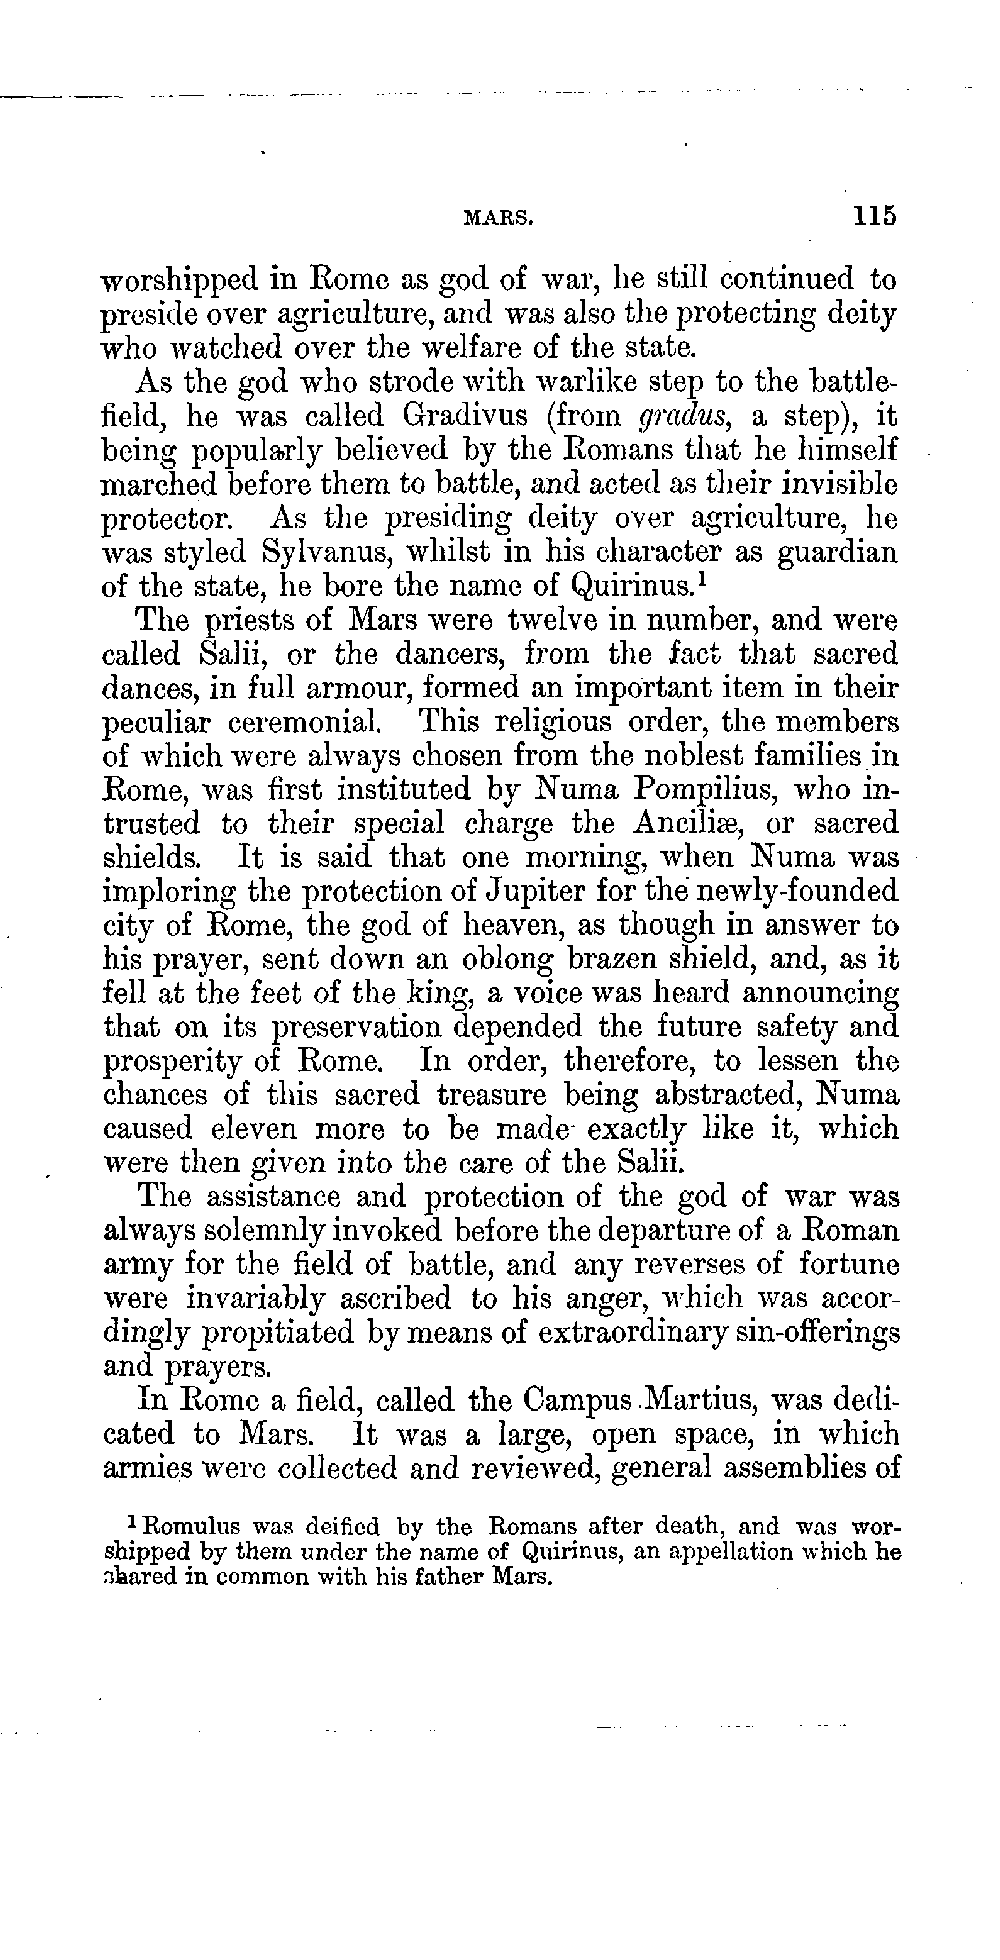 MARS. 115
worshipped in Rome as god of war, he still continued to
preside over agriculture, and was also the protecting deity
who watched over the welfare of the state.
As the god who strode with warlike step to the battle-
field, he was called Gradivus (from gradus, a step), it
being popularly believed by the Romans that he himself
marched before them to battle, and acted as their invisible
protector. As the presiding deity over agriculture, he
was styled Sylvanus, whilst in his character as guardian
of the state, he bore the name of Quirinus.¹
The priests of Mars were twelve in number, and were
called Salii, or the dancers, from the fact that sacred
dances, in full armour, formed an important item in their
peculiar ceremonial. This religious order, the members
of which were always chosen from the noblest families in
Rome, was first instituted by Numa Pompilius, who in-
trusted to their special charge the Anciliæ, or sacred
shields. It is said that one morning, when Numa was
imploring the protection of Jupiter for the newly-founded
city of Rome, the god of heaven, as though in answer to
his prayer, sent down an oblong brazen shield, and, as it
fell at the feet of the king, a voice was heard announcing
that on its preservation depended the future safety and
prosperity of Rome. In order, therefore, to lessen the
chances of this sacred treasure being abstracted, Numa
caused eleven more to be made exactly like it, which
were then given into the care of the Salii.
The assistance and protection of the god of war was
always solemnly invoked before the departure of a Roman
army for the field of battle, and any reverses of fortune
were invariably ascribed to his anger, which was accor-
dingly propitiated by means of extraordinary sin-offerings
and prayers.
In Rome a field, called the Campus Martius, was dedi-
cated to Mars. It was a large, open space, in which
armies were collected and reviewed, general assemblies of
¹ Romulus was deified by the Romans after death, and was wor-
shipped by them under the name of Quirinus, an appellation which he
shared in common with his father Mars.